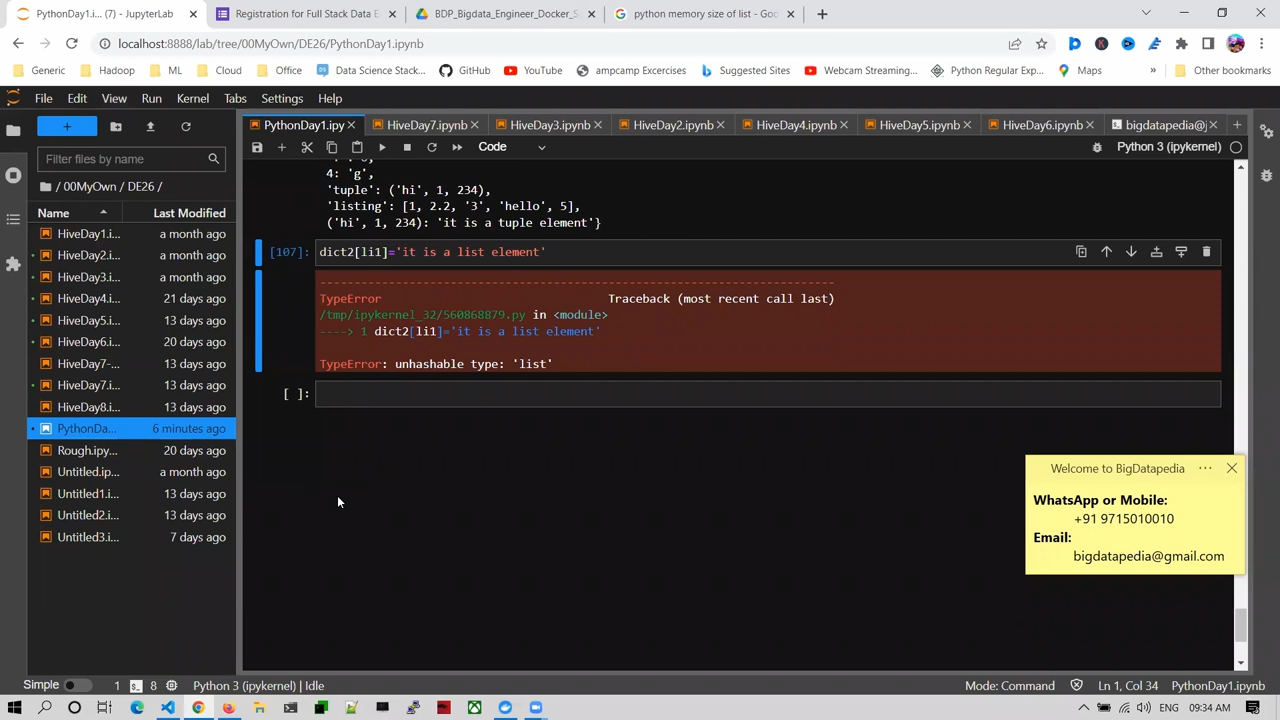 PythonDay1.i... (7) - JupyterLab
Registration for Full Stack Data E
BDP_Bigdata_Engineer_Docker_S
python memory size of list - Goo
localhost:8888/lab/tree/00MyOwn/DE26/PythonDay1.ipynb
Generic Hadoop ML Cloud Office Data Science Stack... GitHub YouTube ampcamp Excercises Suggested Sites Webcam Streaming... Python Regular Exp... Maps » Other bookmarks
File Edit View Run Kernel Tabs Settings Help
PythonDay1.ipy HiveDay7.ipynb HiveDay3.ipynb HiveDay2.ipynb HiveDay4.ipynb HiveDay5.ipynb HiveDay6.ipynb bigdatapedia@j
Code
Python 3 (ipykernel)
Filter files by name
/ 00MyOwn / DE26 /
Name Last Modified
HiveDay1.i... a month ago
HiveDay2.i... a month ago
HiveDay3.i... a month ago
HiveDay4.i... 21 days ago
HiveDay5.i... 13 days ago
HiveDay6.i... 20 days ago
HiveDay7-... 13 days ago
HiveDay7.i... 13 days ago
HiveDay8.i... 13 days ago
PythonDa... 6 minutes ago
Rough.ipy... 20 days ago
Untitled.ip... a month ago
Untitled1.i... 13 days ago
Untitled2.i... 13 days ago
Untitled3.i... 7 days ago
4: 'g',
'tuple': ('hi', 1, 234),
'listing': [1, 2.2, '3', 'hello', 5],
('hi', 1, 234): 'it is a tuple element'}
[107]: dict2[li1]='it is a list element'
---------------------------------------------------------------------------
TypeError Traceback (most recent call last)
/tmp/ipykernel_32/560868879.py in <module>
----> 1 dict2[li1]='it is a list element'
TypeError: unhashable type: 'list'
[ ]:
Welcome to BigDatapedia ···
WhatsApp or Mobile:
+91 9715010010
Email:
bigdatapedia@gmail.com
Simple 1 8 Python 3 (ipykernel) | Idle Mode: Command Ln 1, Col 34 PythonDay1.ipynb
ENG 09:34 AM